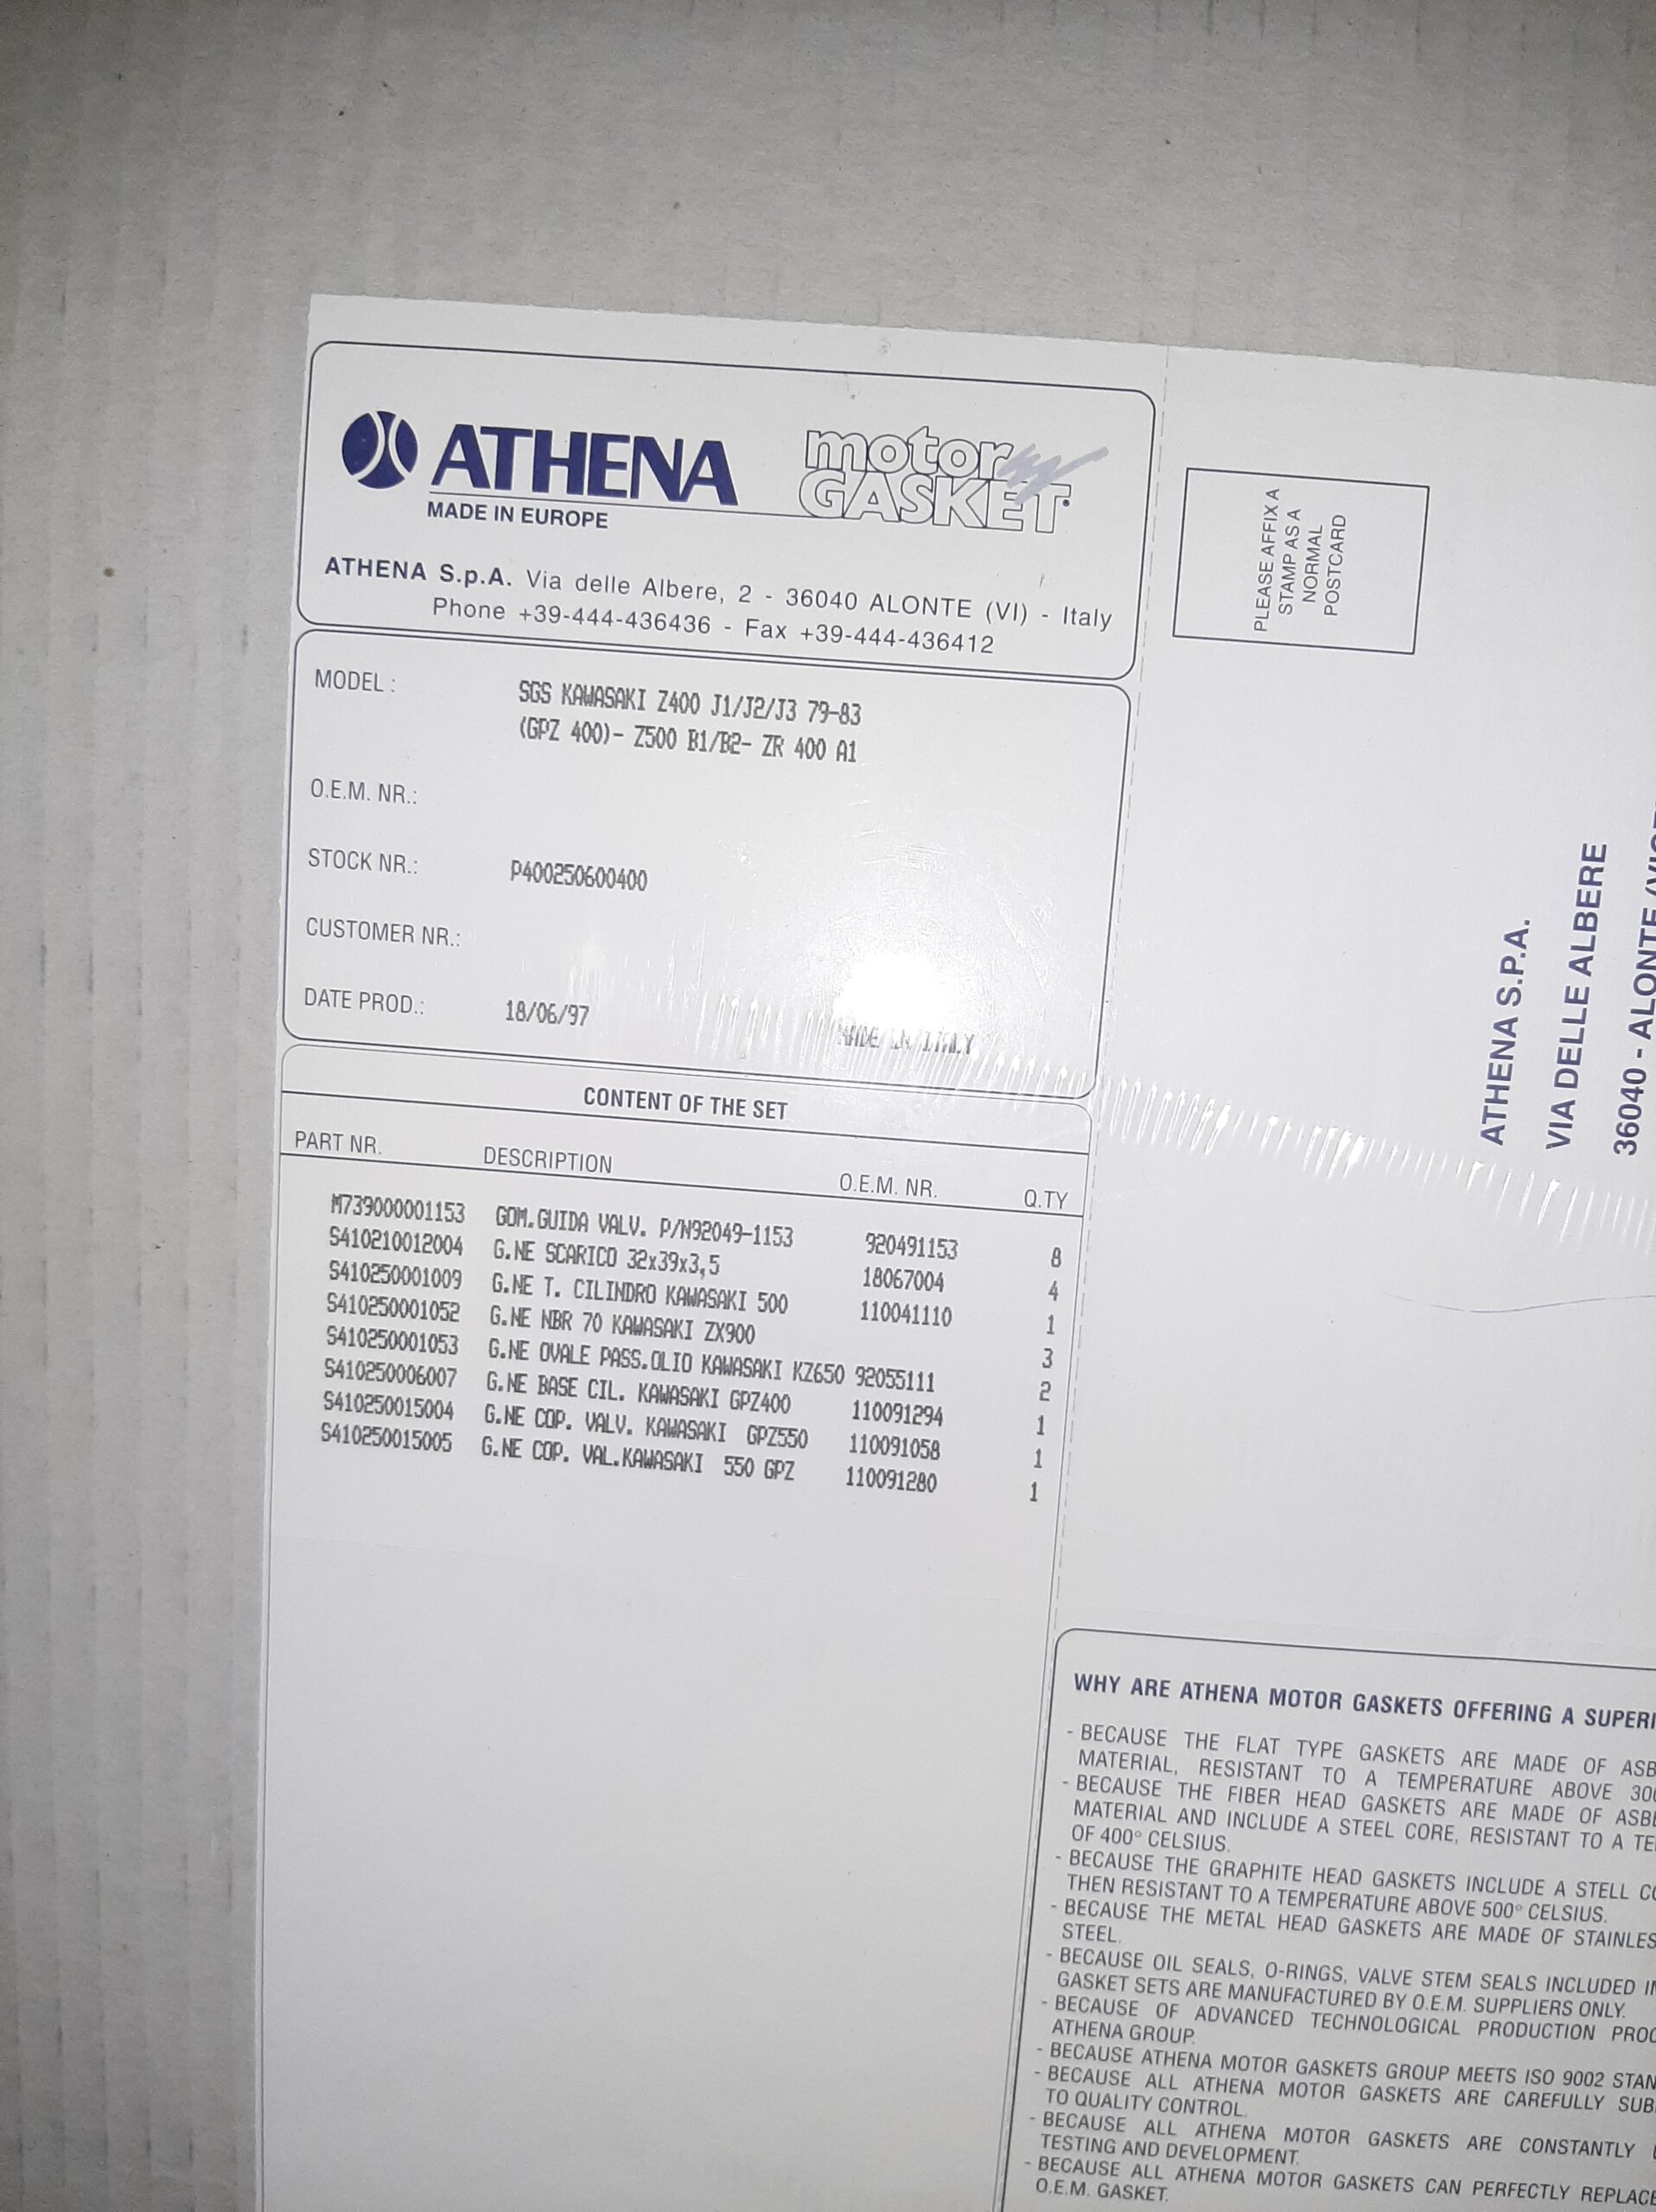 ATHENA
MADE IN EUROPE
motor
GASKET
ATHENA S.p.A. Via delle Albere, 2 - 36040 ALONTE (VI) - Italy
Phone +39-444-436436 - Fax +39-444-436412
MODEL : SGS KAWASAKI Z400 J1/J2/J3 79-83
(GPZ 400)- Z500 B1/B2- ZR 400 A1
O.E.M. NR.:
STOCK NR.: P400250600400
CUSTOMER NR.:
DATE PROD.: 18/06/97 MADE IN ITALY
CONTENT OF THE SET
PART NR. DESCRIPTION O.E.M. NR. Q.TY
M739000001153 GOM.GUIDA VALV. P/N92049-1153 920491153 8
S410210012004 G.NE SCARICO 32x39x3,5 18067004 4
S410250001009 G.NE T. CILINDRO KAWASAKI 500 110041110 1
S410250001052 G.NE NBR 70 KAWASAKI ZX900 3
S410250001053 G.NE OVALE PASS.OLIO KAWASAKI KZ650 92055111 2
S410250006007 G.NE BASE CIL. KAWASAKI GPZ400 110091294 1
S410250015004 G.NE COP. VALV. KAWASAKI GPZ550 110091058 1
S410250015005 G.NE COP. VAL.KAWASAKI 550 GPZ 110091280 1
PLEASE AFFIX A
STAMP AS A
NORMAL
POSTCARD
ATHENA S.P.A.
VIA DELLE ALBERE
36040 - ALONTE
WHY ARE ATHENA MOTOR GASKETS OFFERING A
- BECAUSE THE FLAT TYPE GASKETS ARE MADE OF
MATERIAL, RESISTANT TO A TEMPERATURE ABOVE
- BECAUSE THE FIBER HEAD GASKETS ARE MADE OF
MATERIAL AND INCLUDE A STEEL CORE, RESISTANT TO A
OF 400° CELSIUS.
- BECAUSE THE GRAPHITE HEAD GASKETS INCLUDE A STELL
THEN RESISTANT TO A TEMPERATURE ABOVE 500° CELSIUS.
- BECAUSE THE METAL HEAD GASKETS ARE MADE OF
STEEL.
- BECAUSE OIL SEALS, O-RINGS, VALVE STEM SEALS INCLUDED
GASKET SETS ARE MANUFACTURED BY O.E.M. SUPPLIERS ONLY.
- BECAUSE OF ADVANCED TECHNOLOGICAL PRODUCTION
ATHENA GROUP.
- BECAUSE ATHENA MOTOR GASKETS GROUP MEETS ISO 9002
- BECAUSE ALL ATHENA MOTOR GASKETS ARE CAREFULLY
TO QUALITY CONTROL.
- BECAUSE ALL ATHENA MOTOR GASKETS ARE CONSTANTLY
TESTING AND DEVELOPMENT.
- BECAUSE ALL ATHENA MOTOR GASKETS CAN PERFECTLY REPLACE
O.E.M. GASKET.